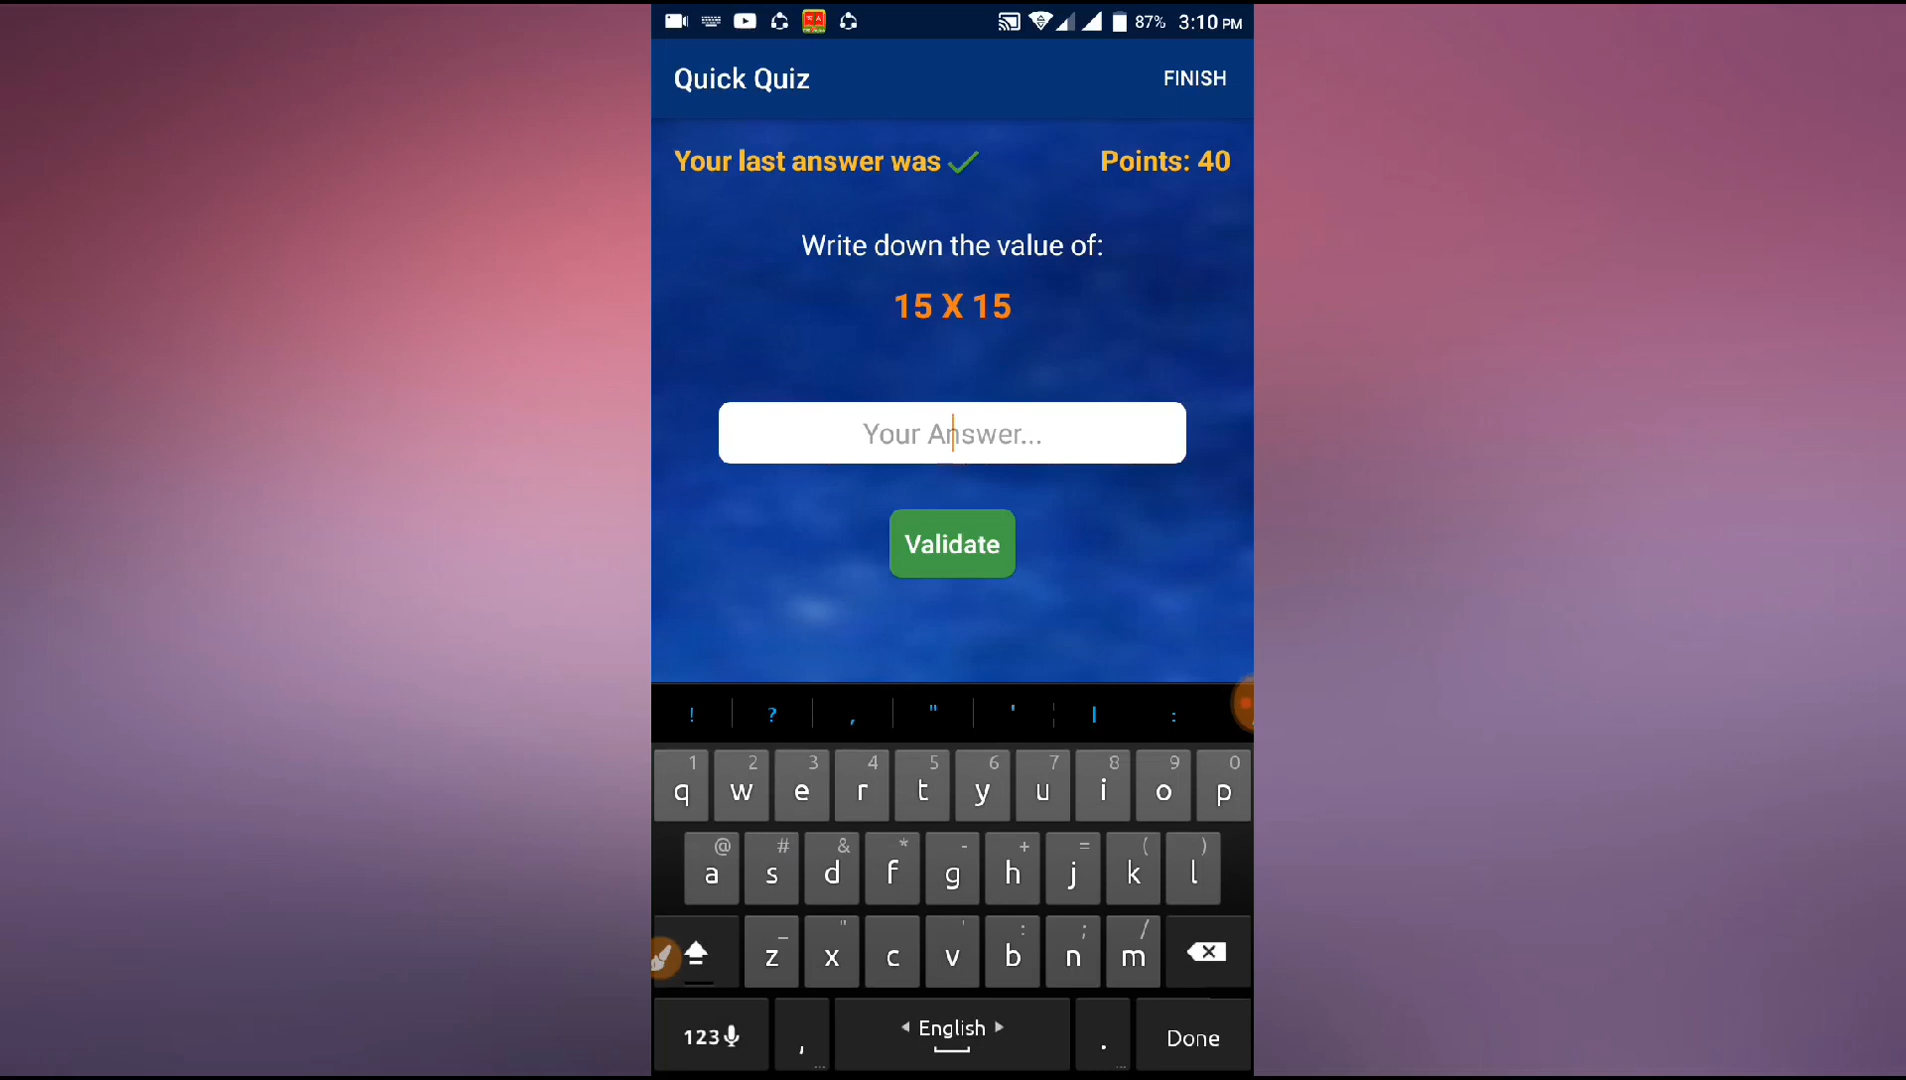 87% 3:10 PM
Quick Quiz FINISH
Your last answer was Points: 40
Write down the value of:
15 X 15
Your Answer...
Validate
! ? , " ' | :
1 2 3 4 5 6 7 8 9 0
q w e r t y u i o p
@ # & * - + = ( )
a s d f g h j k l
_ " ' : ; /
z x c v b n m
123 , English . Done